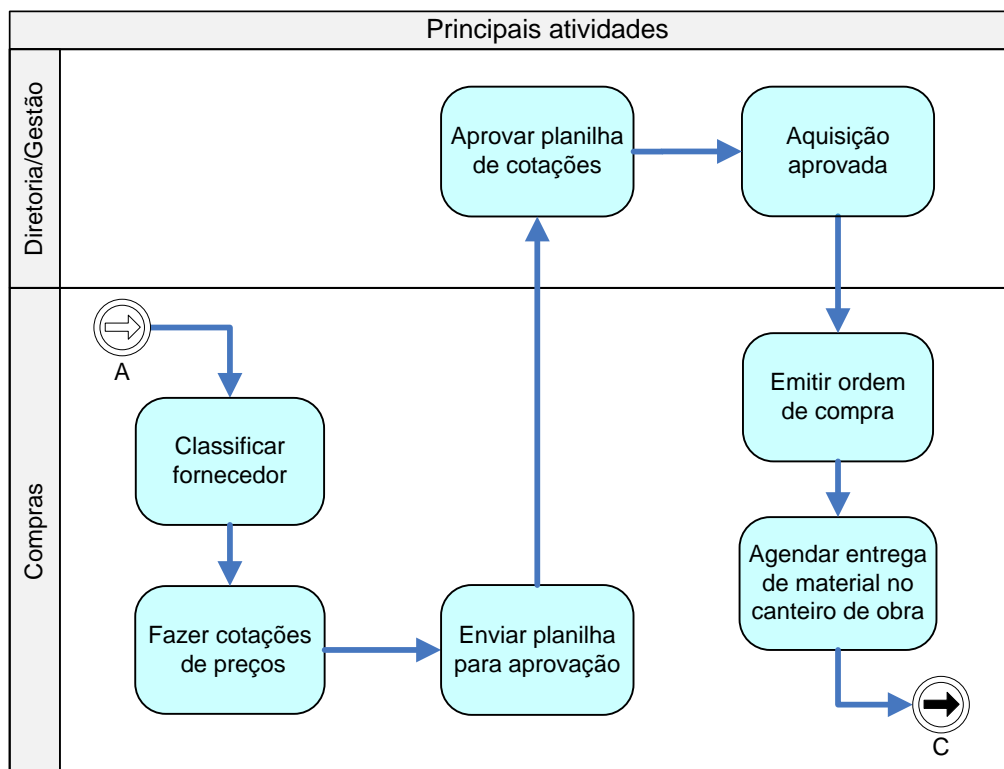 Principais atividades
Diretoria/Gestão
Aprovar planilha
de cotações
Aquisição
aprovada
Compras
A
Classificar
fornecedor
Fazer cotações
de preços
Enviar planilha
para aprovação
Emitir ordem
de compra
Agendar entrega
de material no
canteiro de obra
C